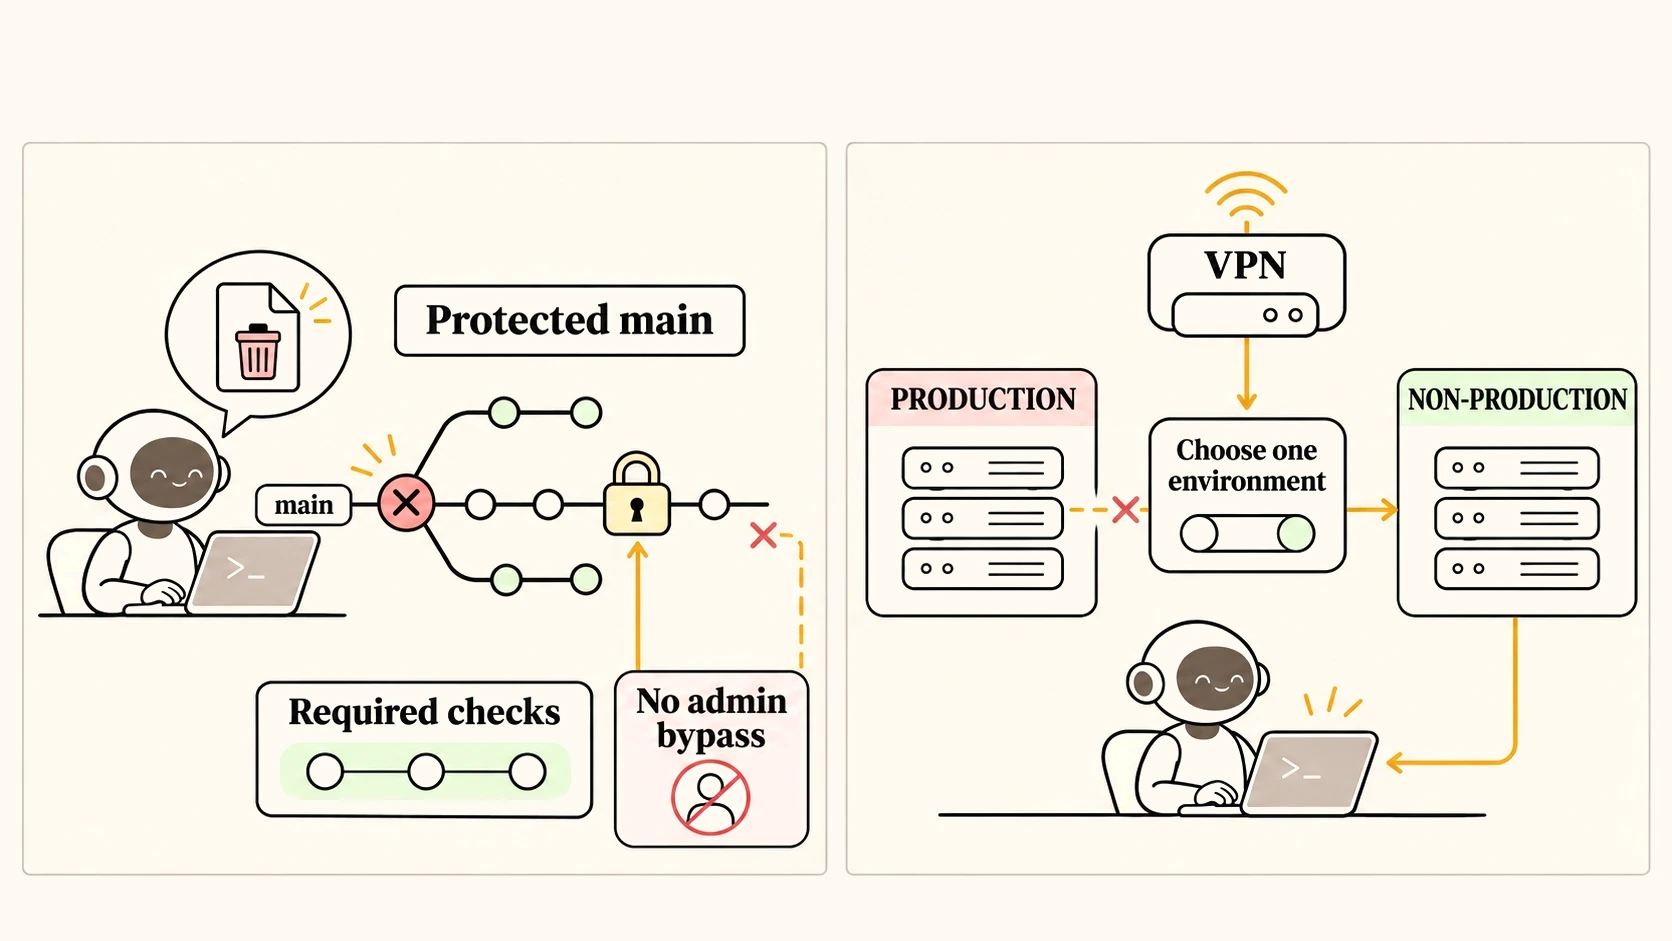 Protected main
main
>_
Required checks
No admin
bypass
VPN
PRODUCTION
Choose one
environment
NON-PRODUCTION
>_